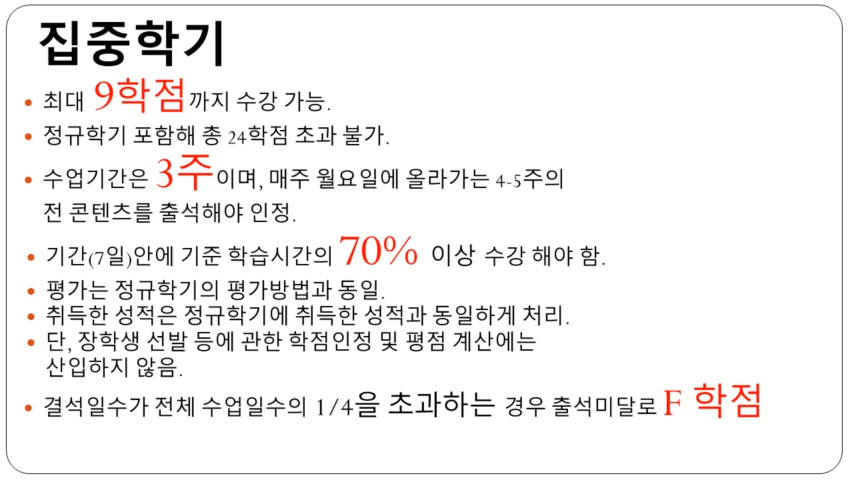 집중학기
• 최대 9학점까지 수강 가능.
• 정규학기 포함해 총 24학점 초과 불가.
• 수업기간은 3주이며, 매주 월요일에 올라가는 4-5주의
전 콘텐츠를 출석해야 인정.
• 기간(7일)안에 기준 학습시간의 70% 이상 수강 해야 함.
• 평가는 정규학기의 평가방법과 동일.
• 취득한 성적은 정규학기에 취득한 성적과 동일하게 처리.
• 단, 장학생 선발 등에 관한 학점인정 및 평점 계산에는
산입하지 않음.
• 결석일수가 전체 수업일수의 1/4을 초과하는 경우 출석미달로 F 학점